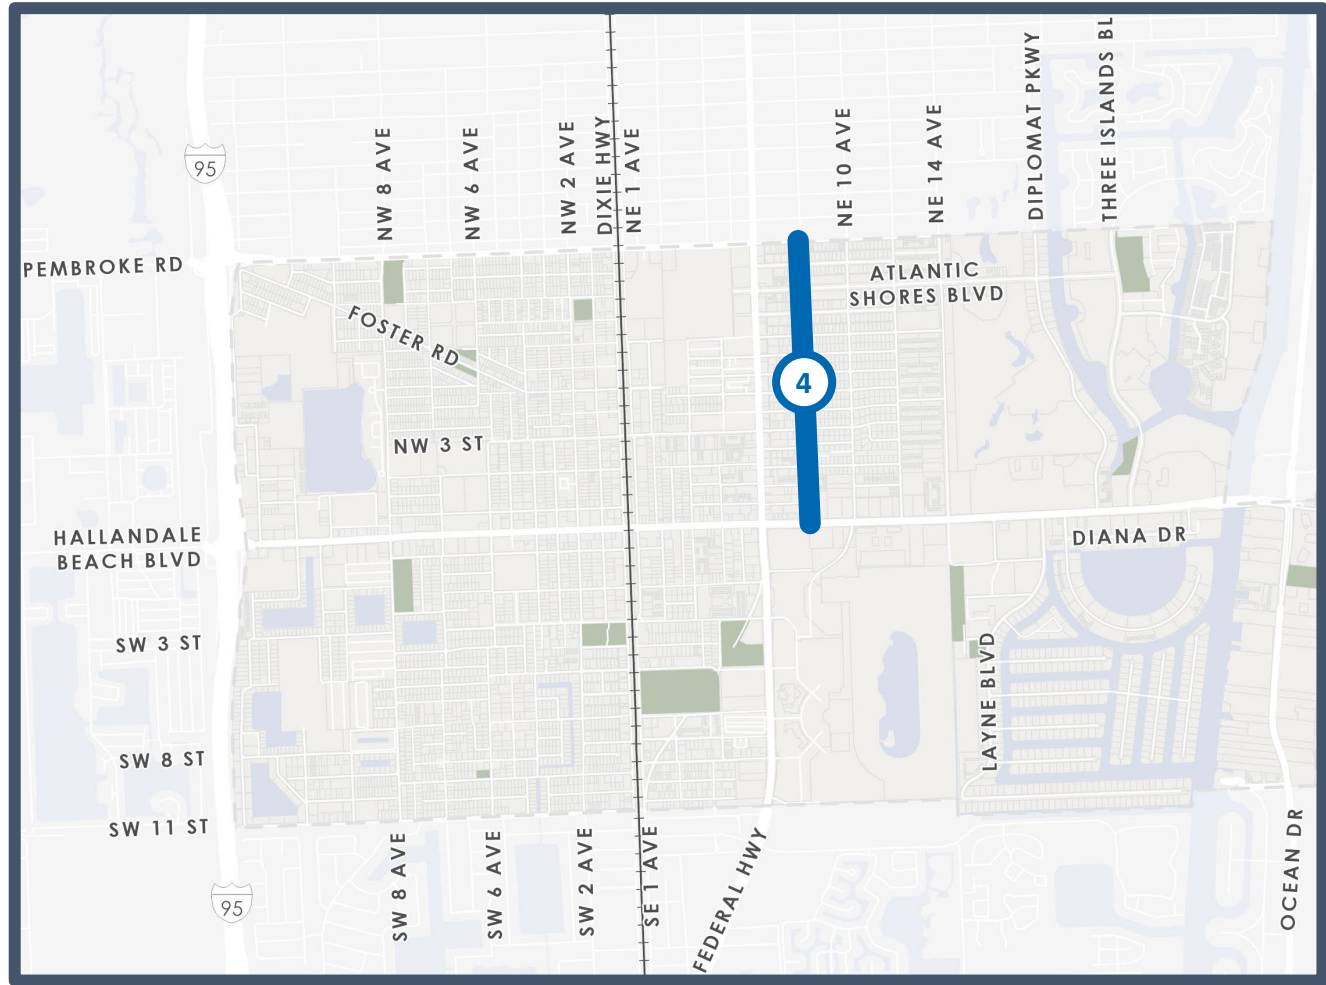 THREE ISLANDS BL
DIPLOMAT PKWY
NE 14 AVE
NE 10 AVE
NE 1 AVE
DIXIE HWY
NW 2 AVE
NW 6 AVE
NW 8 AVE
95
PEMBROKE RD
ATLANTIC
SHORES BLVD
FOSTER RD
4
NW 3 ST
HALLANDALE
BEACH BLVD
DIANA DR
SW 3 ST
LAYNE BLVD
SW 8 ST
SW 11 ST
SW 8 AVE
SW 6 AVE
SW 2 AVE
SE 1 AVE
FEDERAL HWY
OCEAN DR
95